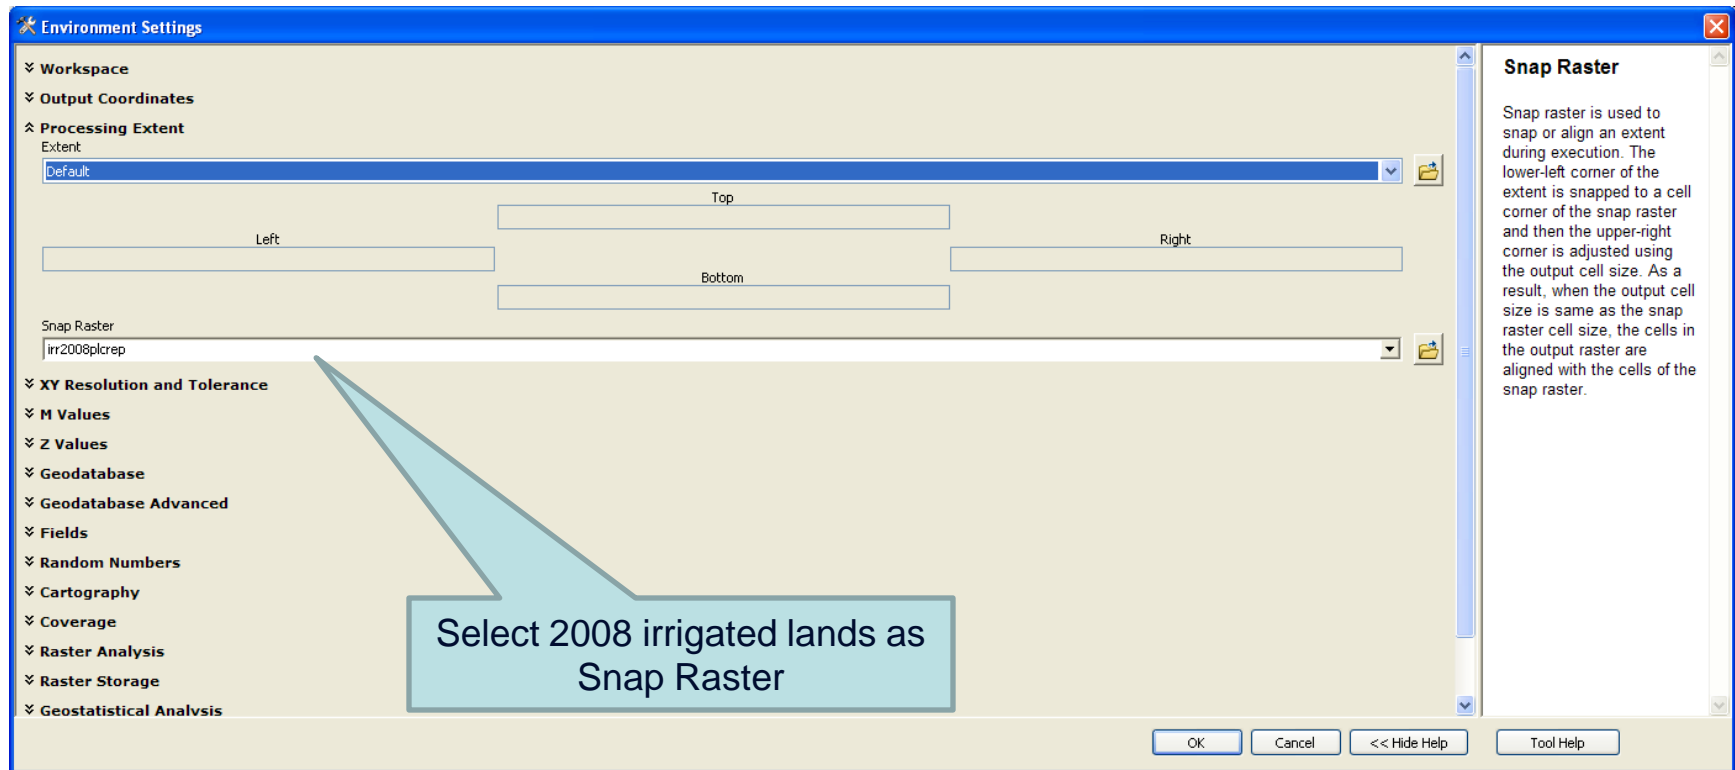 Environment Settings
Workspace
Output Coordinates
Processing Extent
Extent
Default
Top
Left
Right
Bottom
Snap Raster
irr2008plcrep
XY Resolution and Tolerance
M Values
Z Values
Geodatabase
Geodatabase Advanced
Fields
Random Numbers
Cartography
Coverage
Raster Analysis
Raster Storage
Geostatistical Analysis
Select 2008 irrigated lands as
Snap Raster
Snap Raster
Snap raster is used to
snap or align an extent
during execution. The
lower-left corner of the
extent is snapped to a cell
corner of the snap raster
and then the upper-right
corner is adjusted using
the output cell size. As a
result, when the output cell
size is same as the snap
raster cell size, the cells in
the output raster are
aligned with the cells of the
snap raster.
OK
Cancel
<< Hide Help
Tool Help